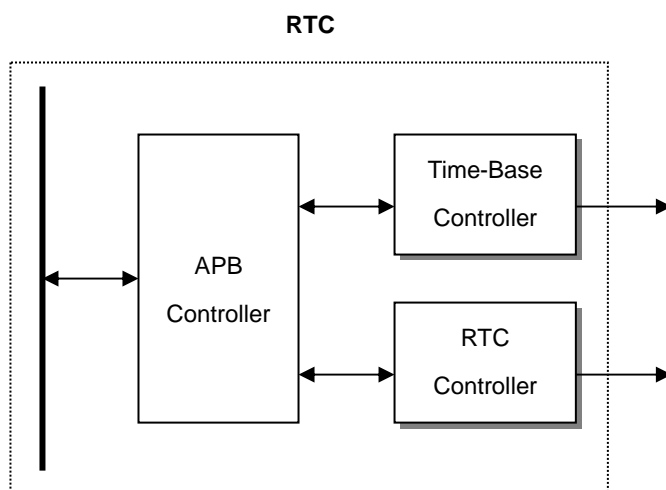 RTC
Time-Base
Controller
APB
Controller
RTC
Controller